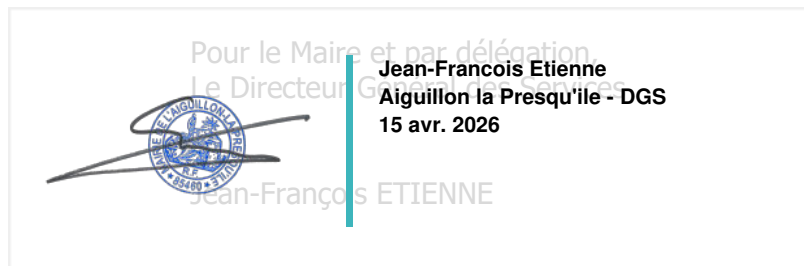 Pour le Maire et par délégation,
Le Directeur Général des Services
Jean-Francois Etienne
Aiguillon la Presqu'ile - DGS
15 avr. 2026
MAIRE DE L'AIGUILLON-LA-PRESQU'ILE
R.F.
*85460*
Jean-François ETIENNE